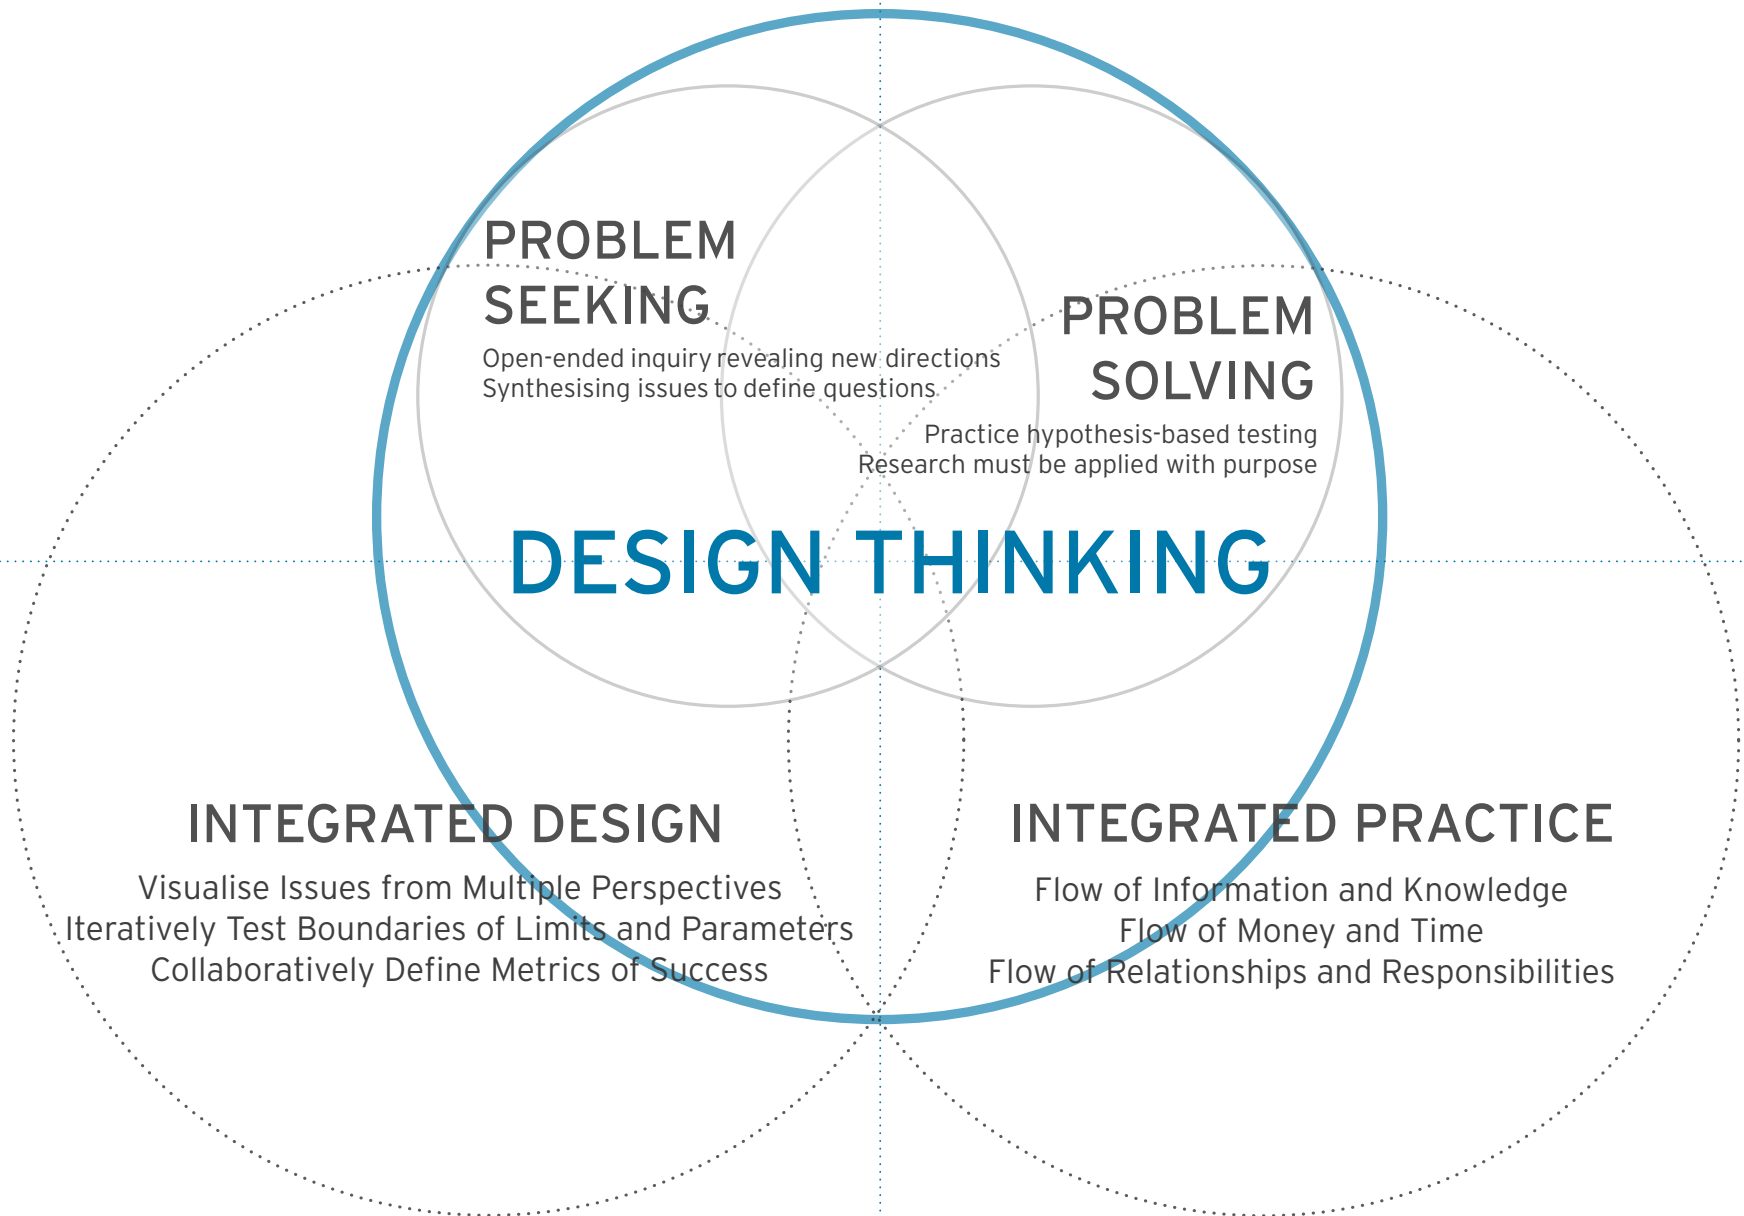 PROBLEM
SEEKING
Open-ended inquiry revealing new directions
Synthesising issues to define questions
PROBLEM
SOLVING
Practice hypothesis-based testing
Research must be applied with purpose
DESIGN THINKING
INTEGRATED DESIGN
Visualise Issues from Multiple Perspectives
Iteratively Test Boundaries of Limits and Parameters
Collaboratively Define Metrics of Success
INTEGRATED PRACTICE
Flow of Information and Knowledge
Flow of Money and Time
Flow of Relationships and Responsibilities